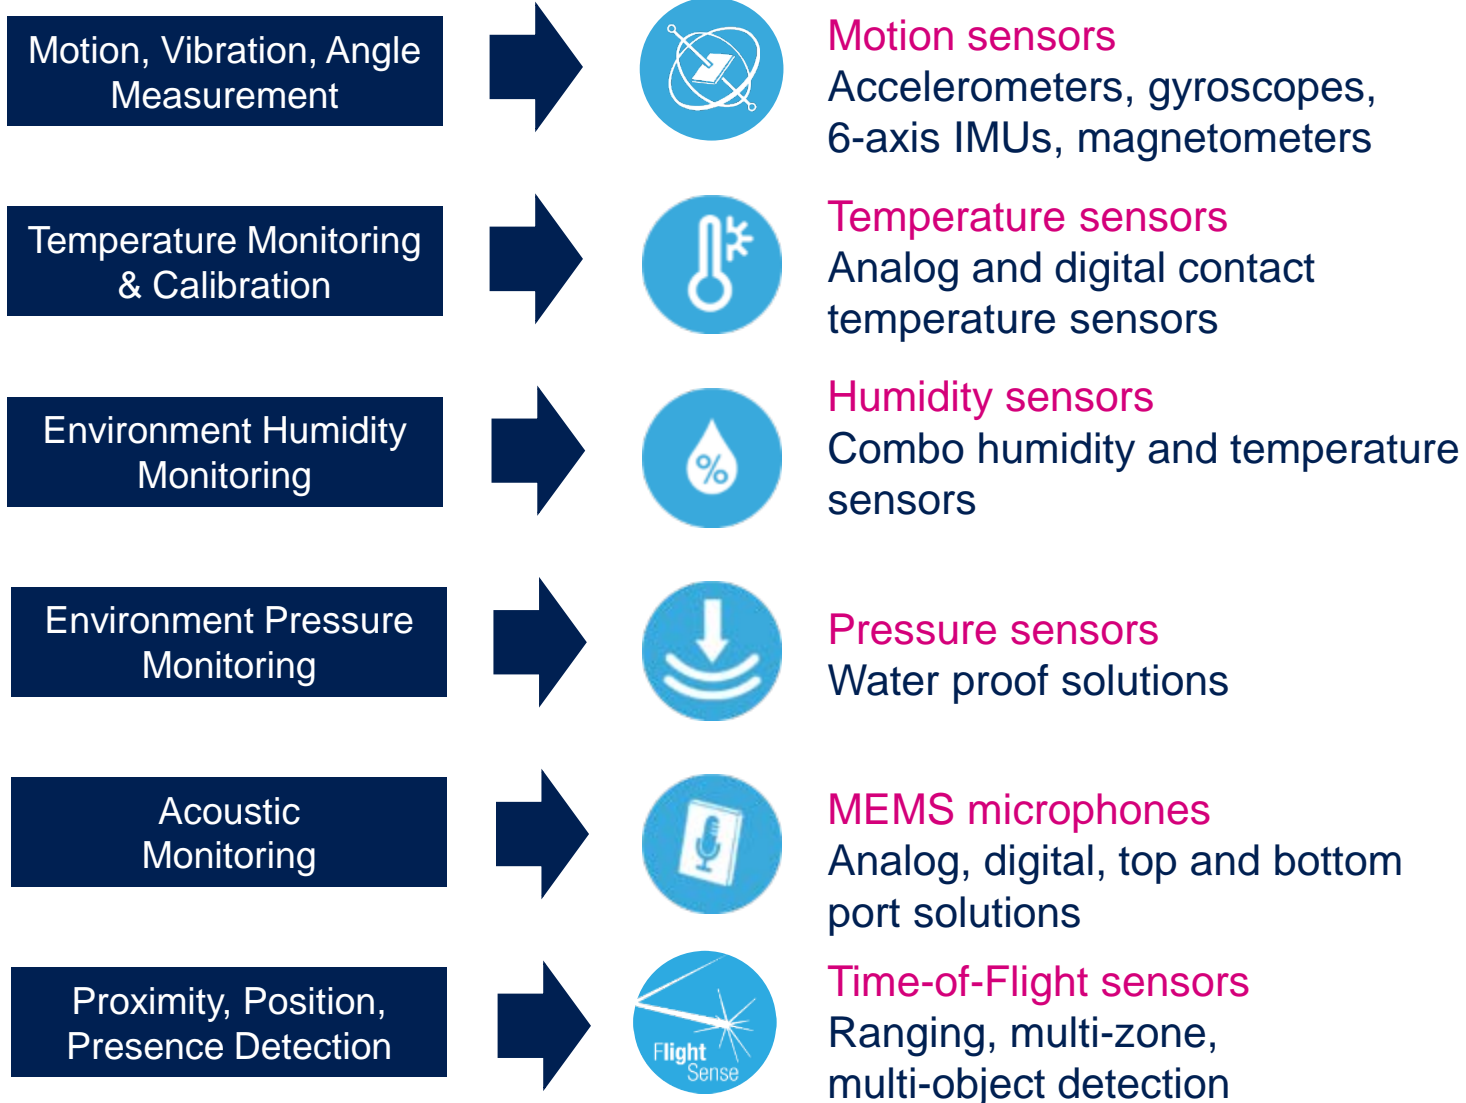 Motion, Vibration, Angle
Measurement
Motion sensors
Accelerometers, gyroscopes,
6-axis IMUs, magnetometers
Temperature Monitoring
& Calibration
Temperature sensors
Analog and digital contact
temperature sensors
Environment Humidity
Monitoring
%
Humidity sensors
Combo humidity and temperature
sensors
Environment Pressure
Monitoring
Pressure sensors
Water proof solutions
Acoustic
Monitoring
MEMS microphones
Analog, digital, top and bottom
port solutions
Proximity, Position,
Presence Detection
Flight
Sense
Time-of-Flight sensors
Ranging, multi-zone,
multi-object detection